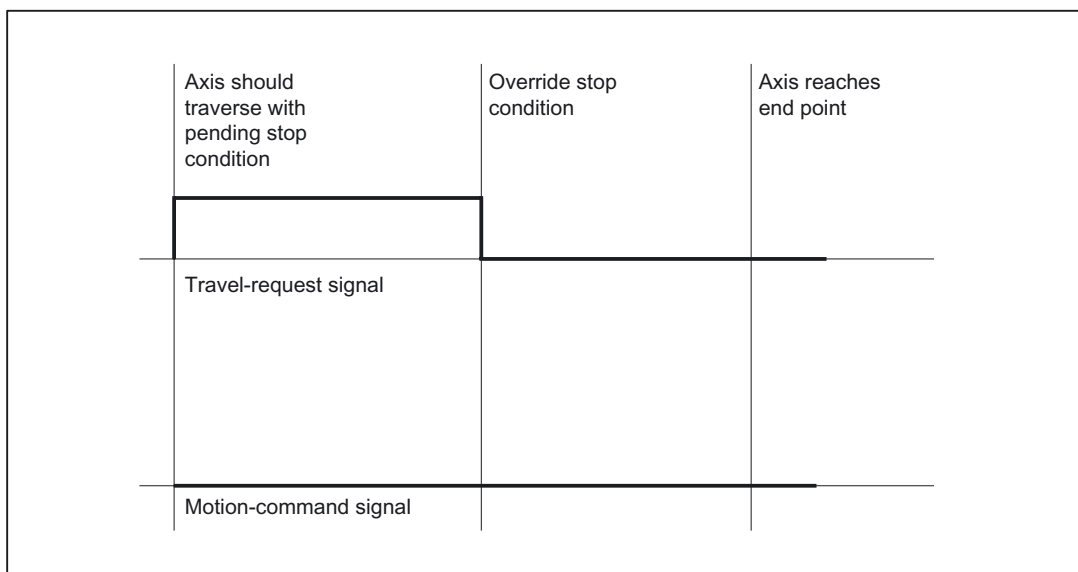 Axis should
traverse with
pending stop
condition
Override stop
condition
Axis reaches
end point
Travel-request signal
Motion-command signal